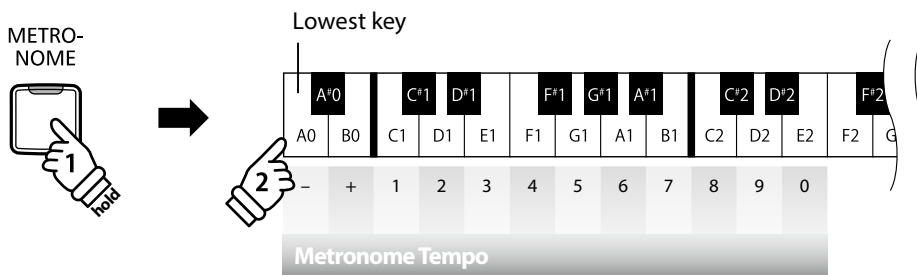 Lowest key
METRO-
NOME
A#0 C#1 D#1 F#1 G#1 A#1 C#2 D#2 F#2
A0 B0 C1 D1 E1 F1 G1 A1 B1 C2 D2 E2 F2 G
1 hold
2
– + 1 2 3 4 5 6 7 8 9 0
Metronome Tempo